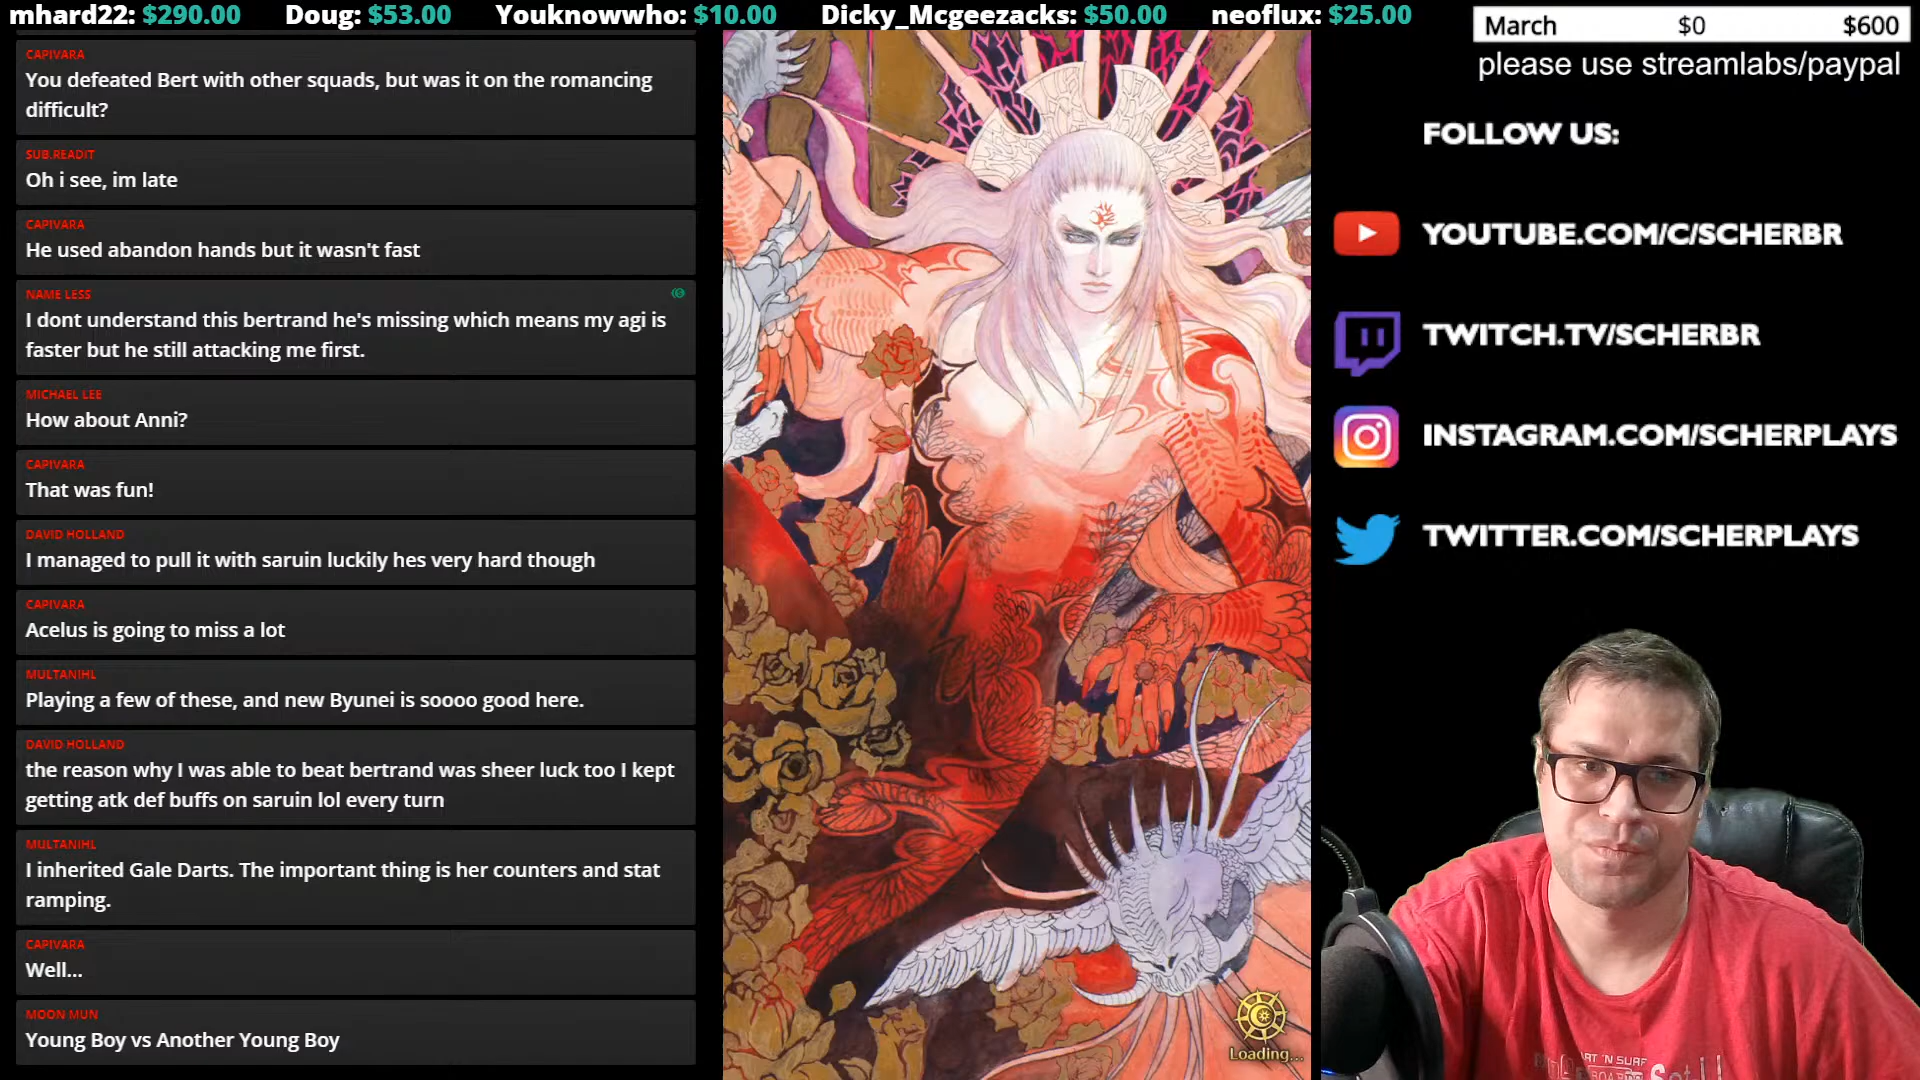 mhard22: $290.00 Doug: $53.00 Youknowwho: $10.00 Dicky_Mcgeezacks: $50.00 neoflux: $25.00
CAPIVARA
You defeated Bert with other squads, but was it on the romancing
difficult?
SUB.READIT
Oh i see, im late
CAPIVARA
He used abandon hands but it wasn't fast
NAME LESS
I dont understand this bertrand he's missing which means my agi is
faster but he still attacking me first.
MICHAEL LEE
How about Anni?
CAPIVARA
That was fun!
DAVID HOLLAND
I managed to pull it with saruin luckily hes very hard though
CAPIVARA
Acelus is going to miss a lot
MULTANIHL
Playing a few of these, and new Byunei is soooo good here.
DAVID HOLLAND
the reason why I was able to beat bertrand was sheer luck too I kept
getting atk def buffs on saruin lol every turn
MULTANIHL
I inherited Gale Darts. The important thing is her counters and stat
ramping.
CAPIVARA
Well...
MOON MUN
Young Boy vs Another Young Boy
Loading...
March $0 $600
please use streamlabs/paypal
FOLLOW US:
YOUTUBE.COM/C/SCHERBR
TWITCH.TV/SCHERBR
INSTAGRAM.COM/SCHERPLAYS
TWITTER.COM/SCHERPLAYS